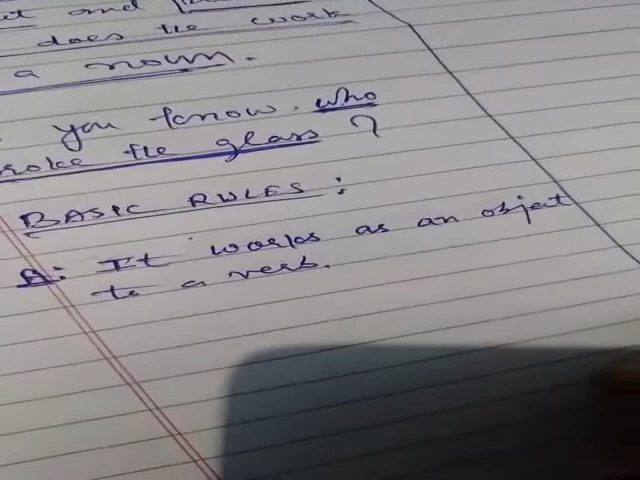 and
does the work
a noun.
you know, who
broke the glass ?
BASIC RULES :
A: It works as an object
to a verb.